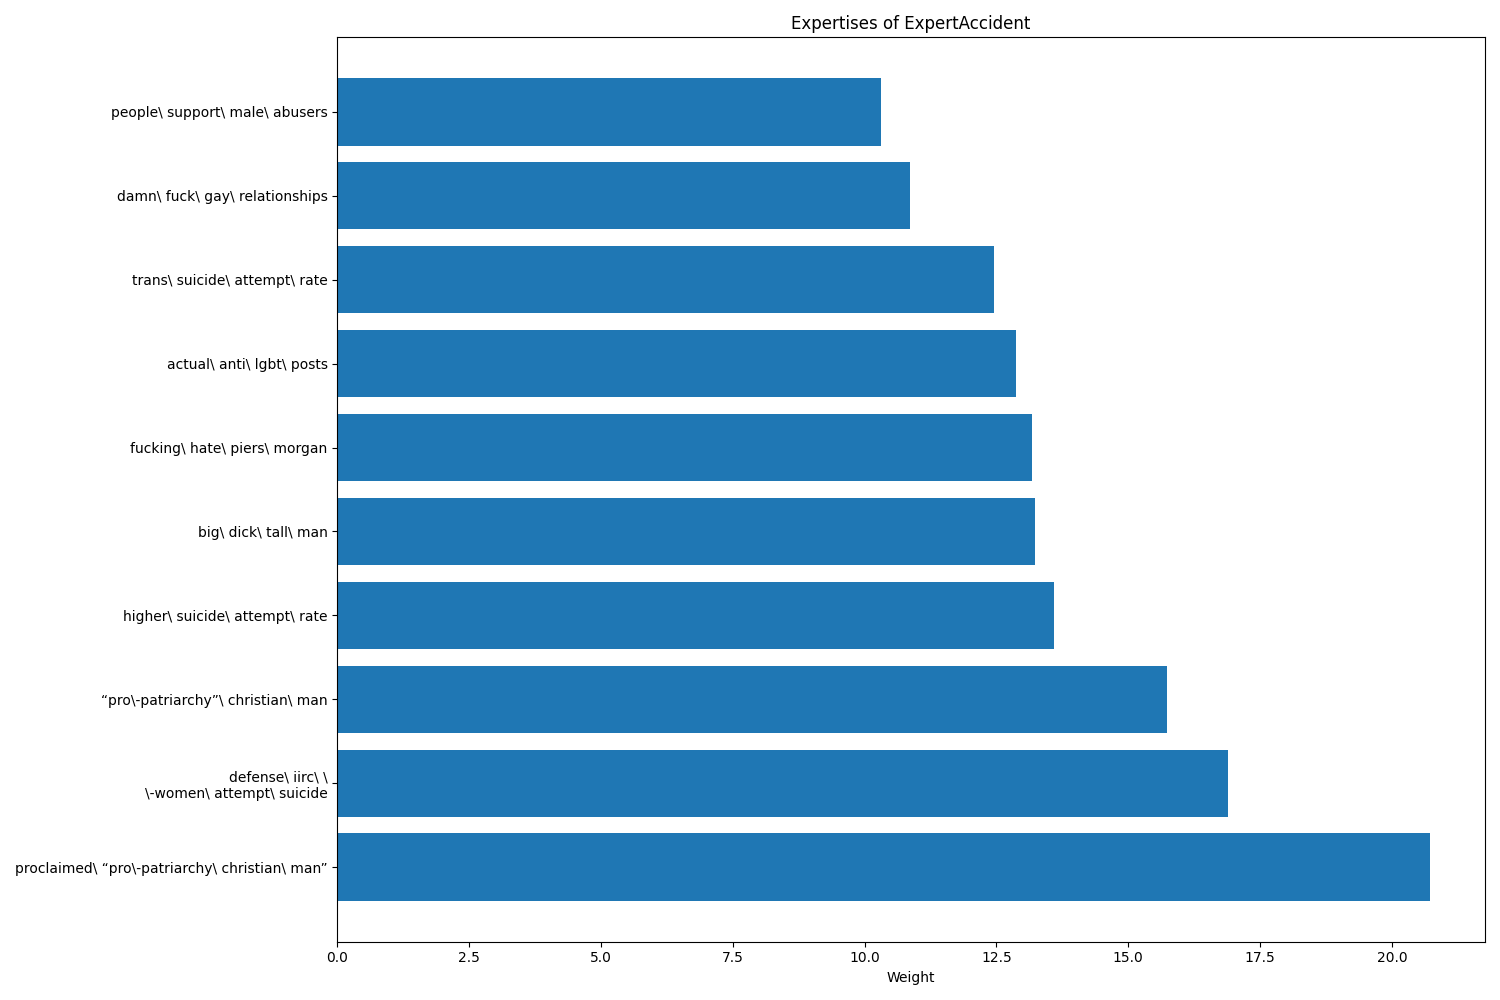 Expertises of ExpertAccident
people\ support\ male\ abusers
damn\ fuck\ gay\ relationships
trans\ suicide\ attempt\ rate
actual\ anti\ lgbt\ posts
fucking\ hate\ piers\ morgan
big\ dick\ tall\ man
higher\ suicide\ attempt\ rate
“pro\-patriarchy”\ christian\ man
defense\ iirc\ \
\-women\ attempt\ suicide
proclaimed\ “pro\-patriarchy\ christian\ man”
0.0 2.5 5.0 7.5 10.0 12.5 15.0 17.5 20.0
Weight